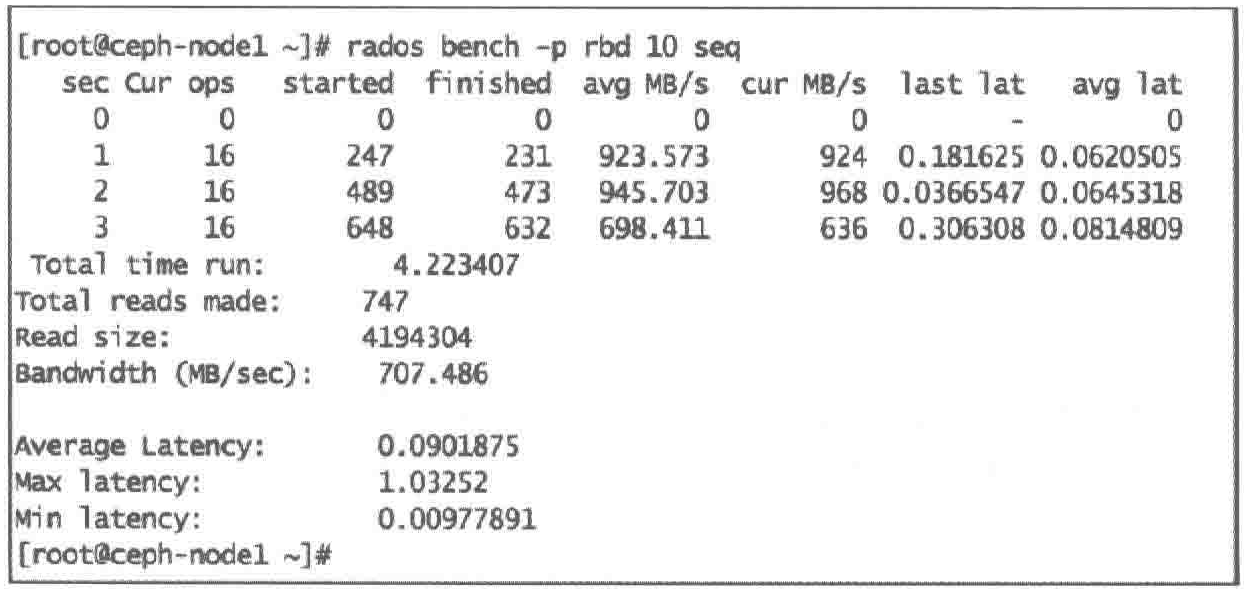 [root@ceph-node1 ~]# rados bench -p rbd 10 seq
sec Cur ops started finished avg MB/s cur MB/s last lat avg lat
0 0 0 0 0 0 - 0
1 16 247 231 923.573 924 0.181625 0.0620505
2 16 489 473 945.703 968 0.0366547 0.0645318
3 16 648 632 698.411 636 0.306308 0.0814809
Total time run: 4.223407
Total reads made: 747
Read size: 4194304
Bandwidth (MB/sec): 707.486
Average Latency: 0.0901875
Max latency: 1.03252
Min latency: 0.00977891
[root@ceph-node1 ~]#